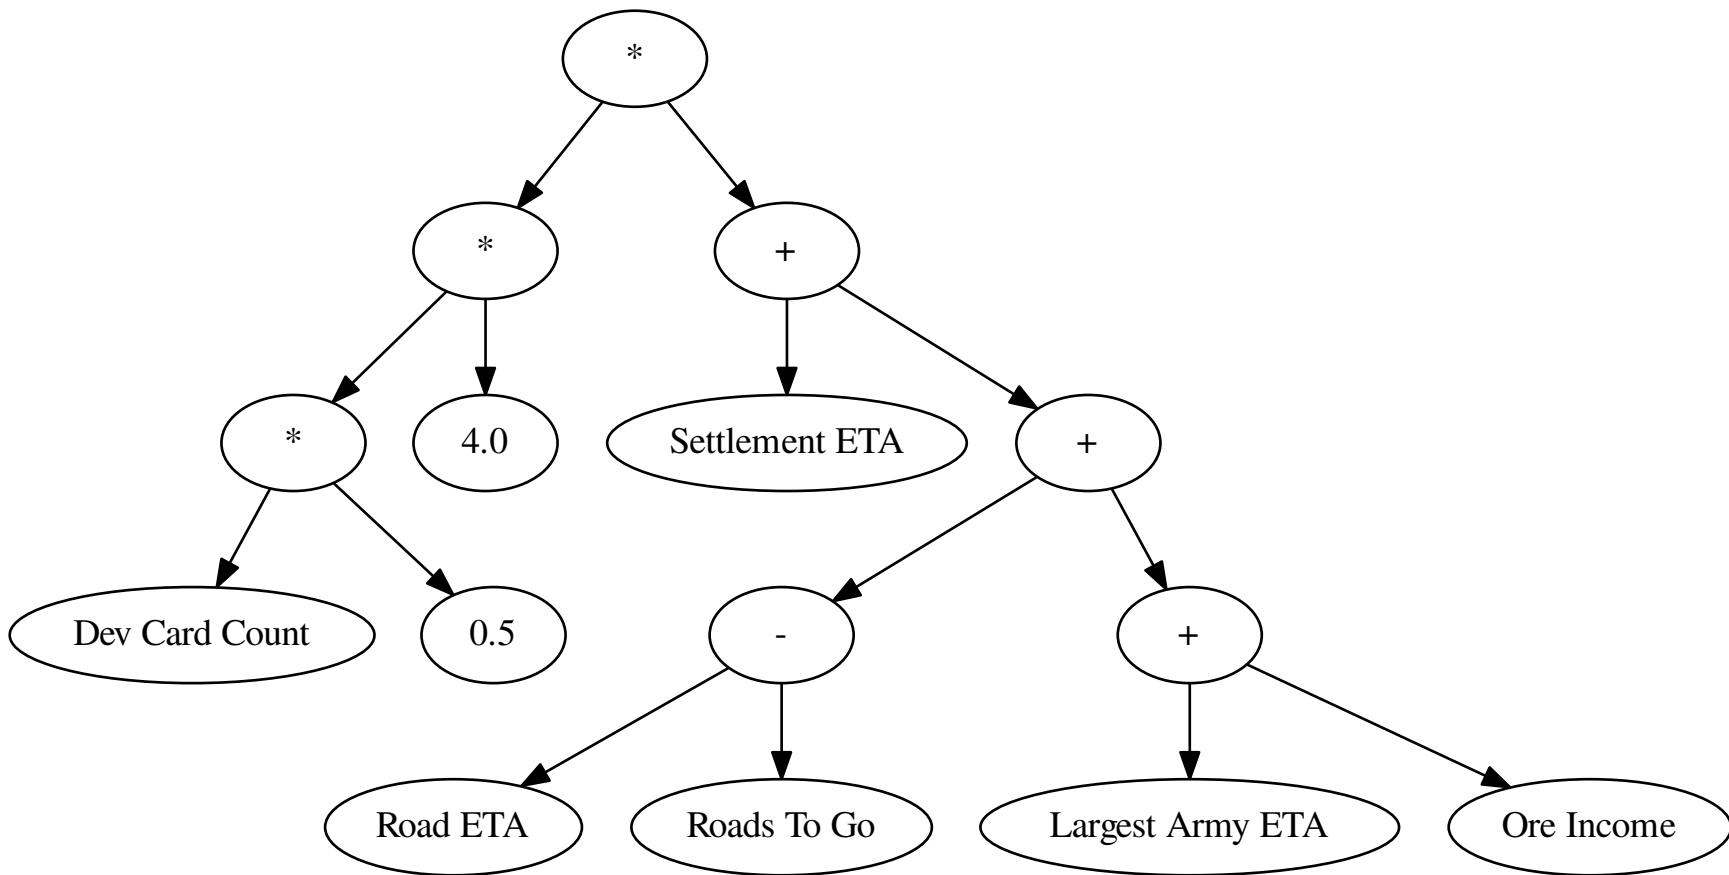 *
*
+
*
4.0
Settlement ETA
+
Dev Card Count
0.5
-
+
Road ETA
Roads To Go
Largest Army ETA
Ore Income